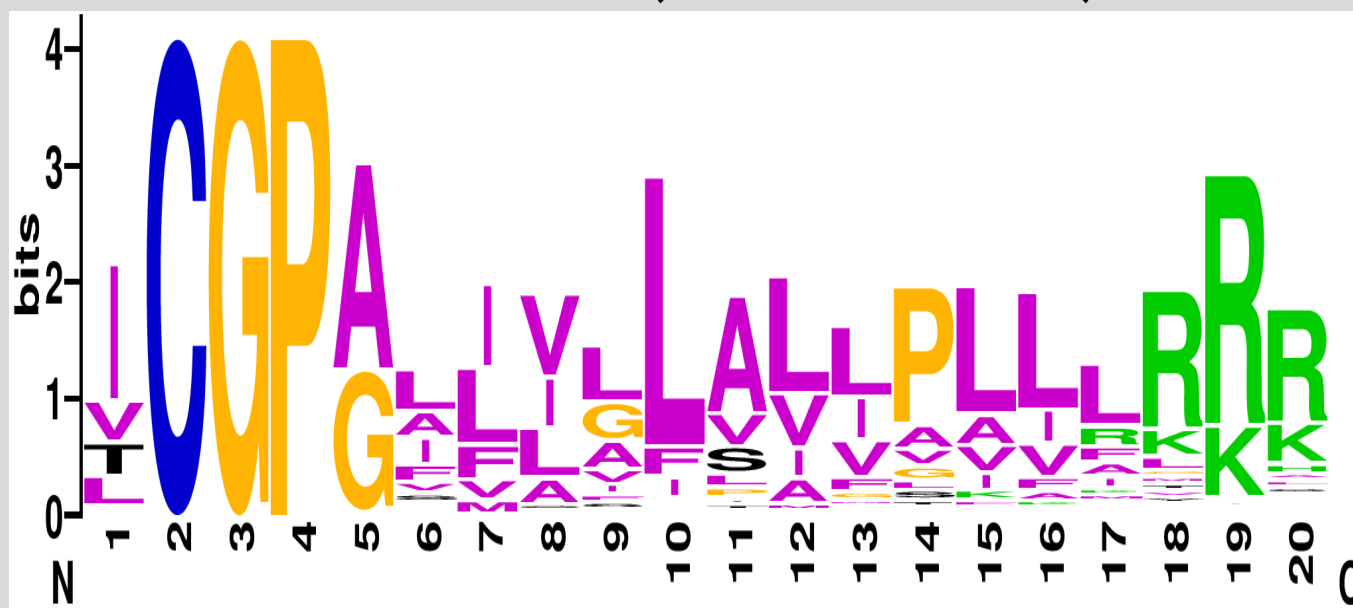 bits
4
3
2
1
0
I C G P A L I V L L A L L P L L L R R R
V G A L I G F V V I A A I R K K
T I F L A I S I V V V V
L F V A A F G I F A
V M A
1 2 3 4 5 6 7 8 9 10 11 12 13 14 15 16 17 18 19 20
N